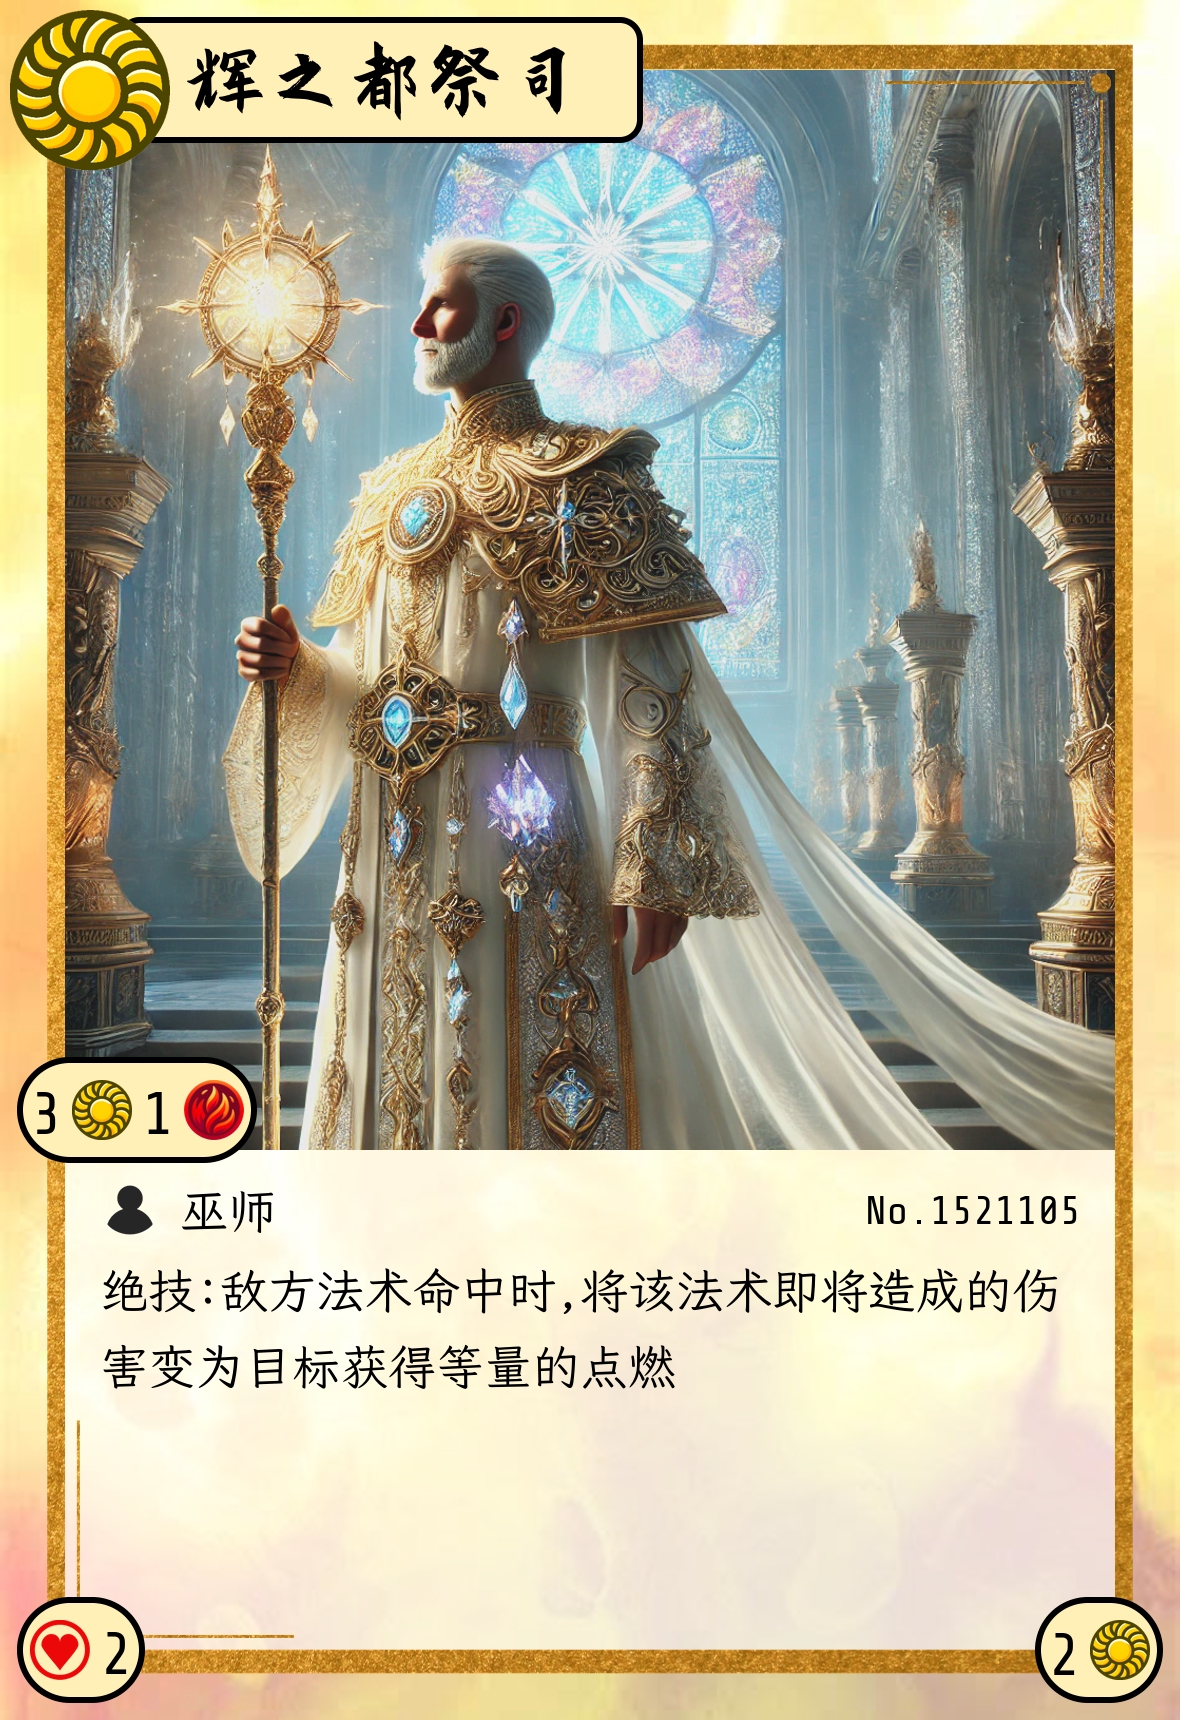 辉之都祭司
3 1
巫师
No.1521105
绝技:敌方法术命中时,将该法术即将造成的伤
害变为目标获得等量的点燃
2
2